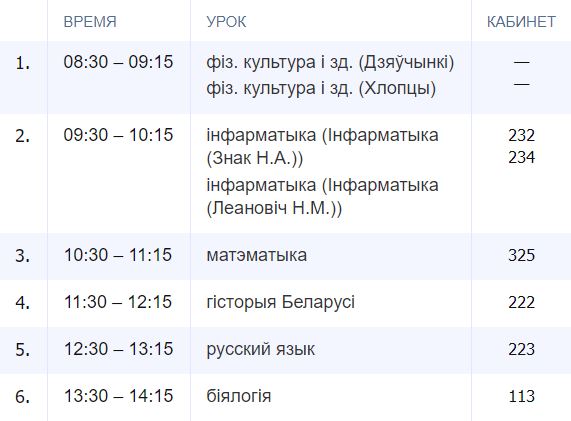 ВРЕМЯ УРОК КАБИНЕТ
1. 08:30 – 09:15 фіз. культура і зд. (Дзяўчынкі) —
фіз. культура і зд. (Хлопцы) —
2. 09:30 – 10:15 інфарматыка (Інфарматыка 232
(Знак Н.А.)) 234
інфарматыка (Інфарматыка
(Леановіч Н.М.))
3. 10:30 – 11:15 матэматыка 325
4. 11:30 – 12:15 гісторыя Беларусі 222
5. 12:30 – 13:15 русский язык 223
6. 13:30 – 14:15 біялогія 113